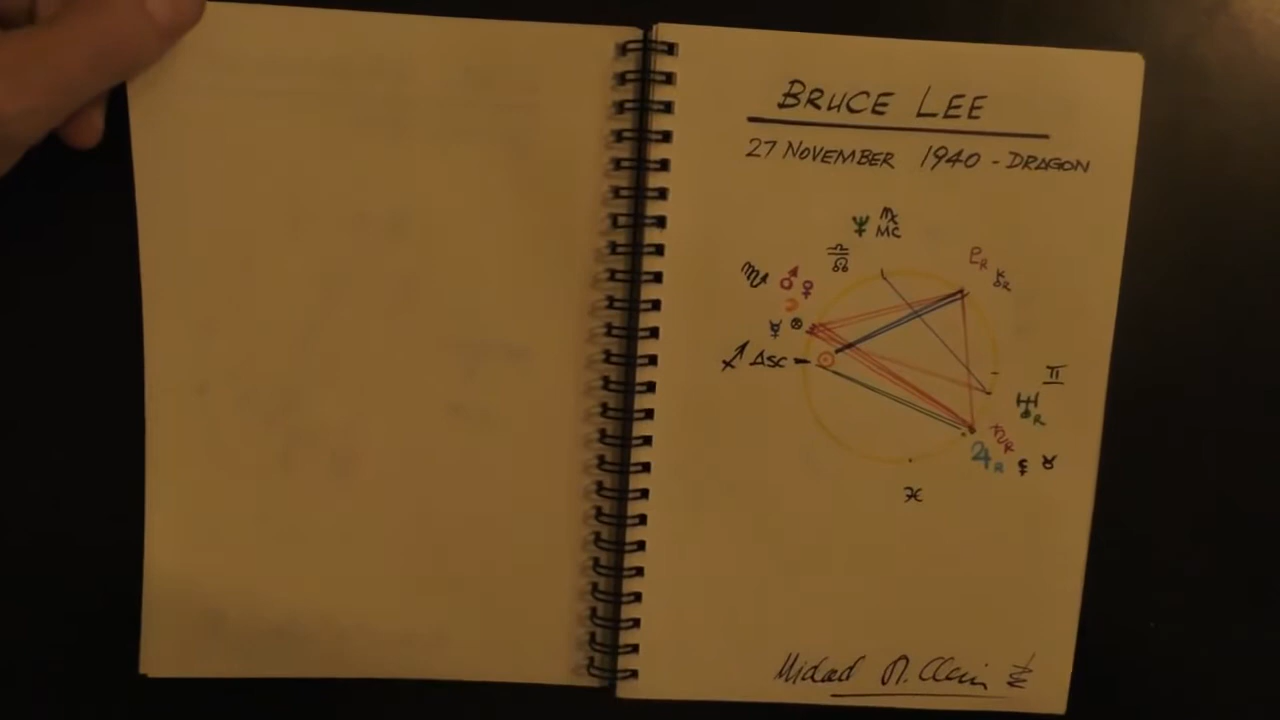 BRUCE LEE
27 NOVEMBER 1940 - DRAGON
♆ ♍
MC
♎
☊
♇R ⚷R
♏ ♂ ♀
☽
☿ ⊗
♐ ASC
☉
♊
♅R
♄R
♃R ⚸ ♉
♓